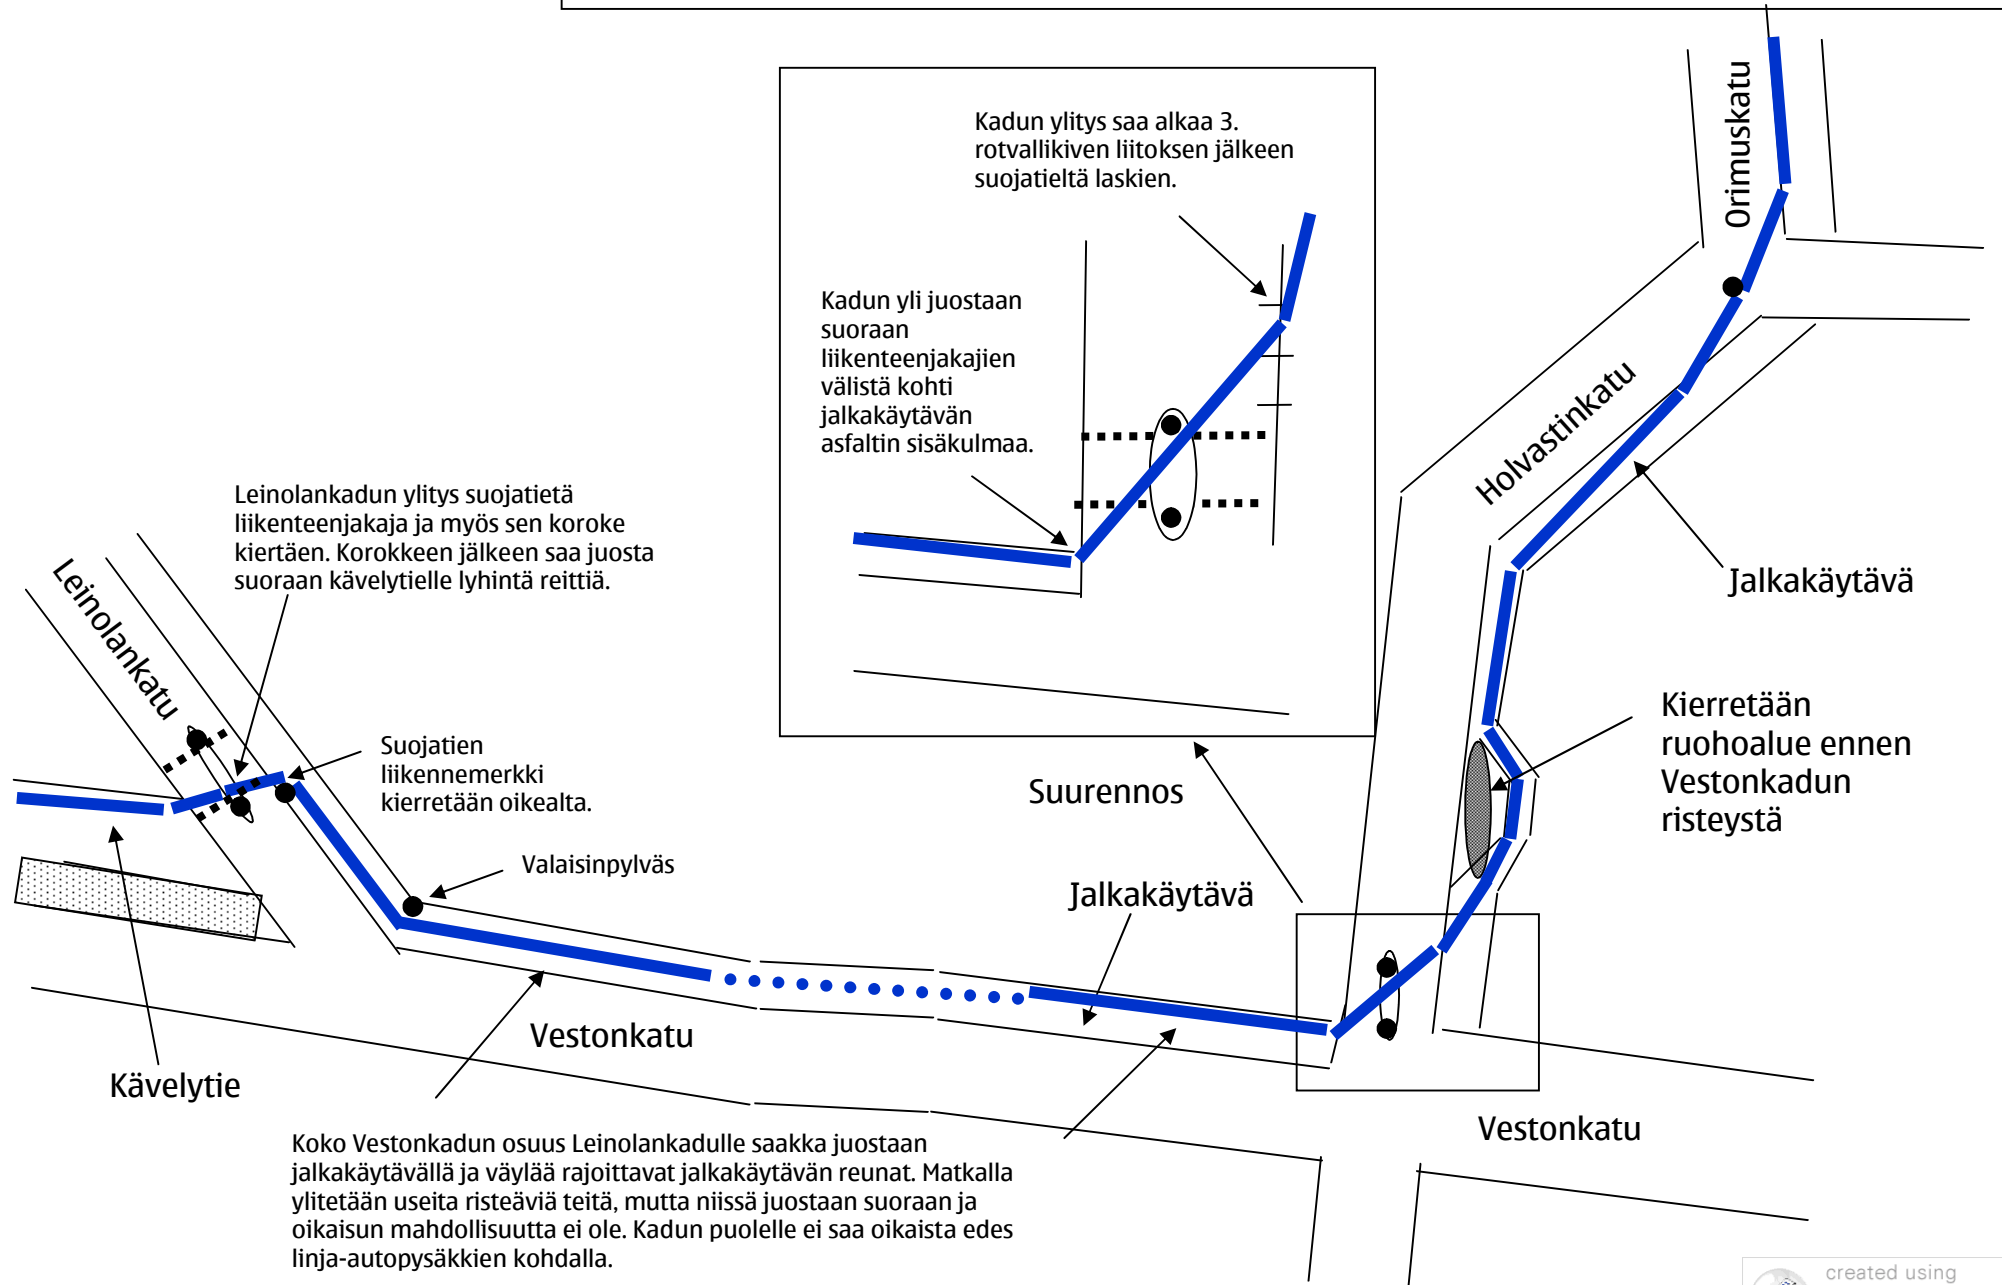 Orimuskatu
Kadun ylitys saa alkaa 3.
rotvallikiven liitoksen jälkeen
suojatieltä laskien.
Kadun yli juostaan
suoraan
liikenteenjakajien
välistä kohti
jalkakäytävän
asfaltin sisäkulmaa.
Holvastinkatu
Leinolankadun ylitys suojatietä
liikenteenjakaja ja myös sen koroke
kiertäen. Korokkeen jälkeen saa juosta
suoraan kävelytielle lyhintä reittiä.
Leinolankatu
Jalkakäytävä
Kierretään
ruohoalue ennen
Vestonkadun
risteystä
Suojatien
liikennemerkki
kierretään oikealta.
Suurennos
Valaisinpylväs
Jalkakäytävä
Vestonkatu
Kävelytie
Vestonkatu
Koko Vestonkadun osuus Leinolankadulle saakka juostaan
jalkakäytävällä ja väylää rajoittavat jalkakäytävän reunat. Matkalla
ylitetään useita risteäviä teitä, mutta niissä juostaan suoraan ja
oikaisun mahdollisuutta ei ole. Kadun puolelle ei saa oikaista edes
linja-autopysäkkien kohdalla.
created using